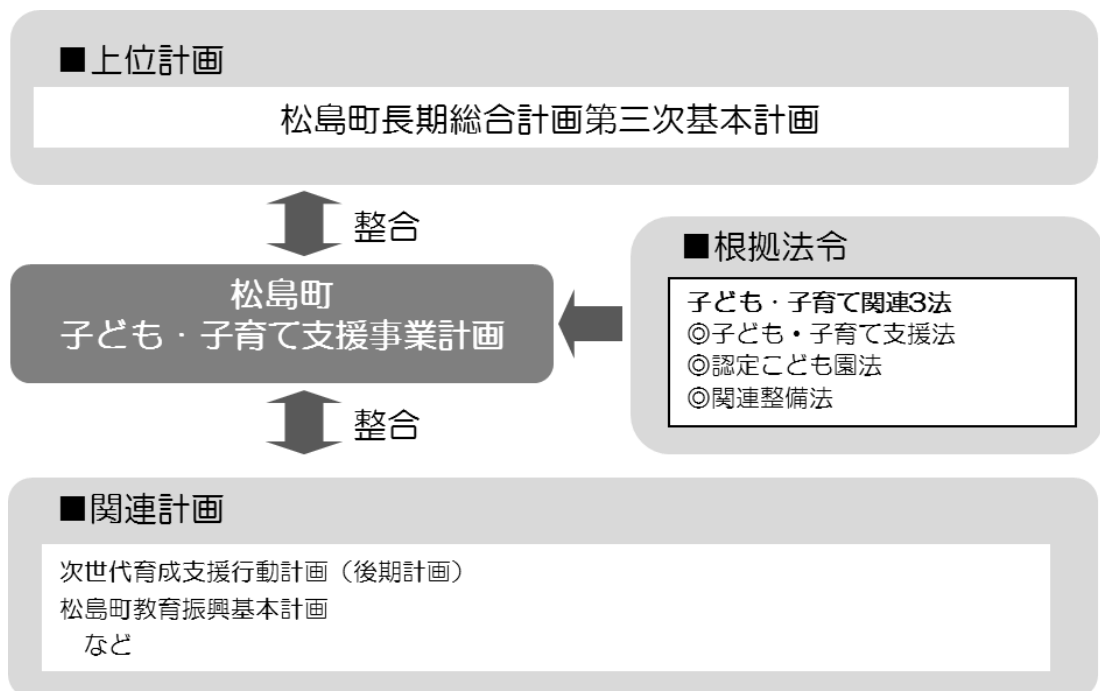 ■上位計画
松島町長期総合計画第三次基本計画
整合
松島町
子ども・子育て支援事業計画
■根拠法令
子ども・子育て関連3法
◎子ども・子育て支援法
◎認定こども園法
◎関連整備法
整合
■関連計画
次世代育成支援行動計画（後期計画）
松島町教育振興基本計画
など